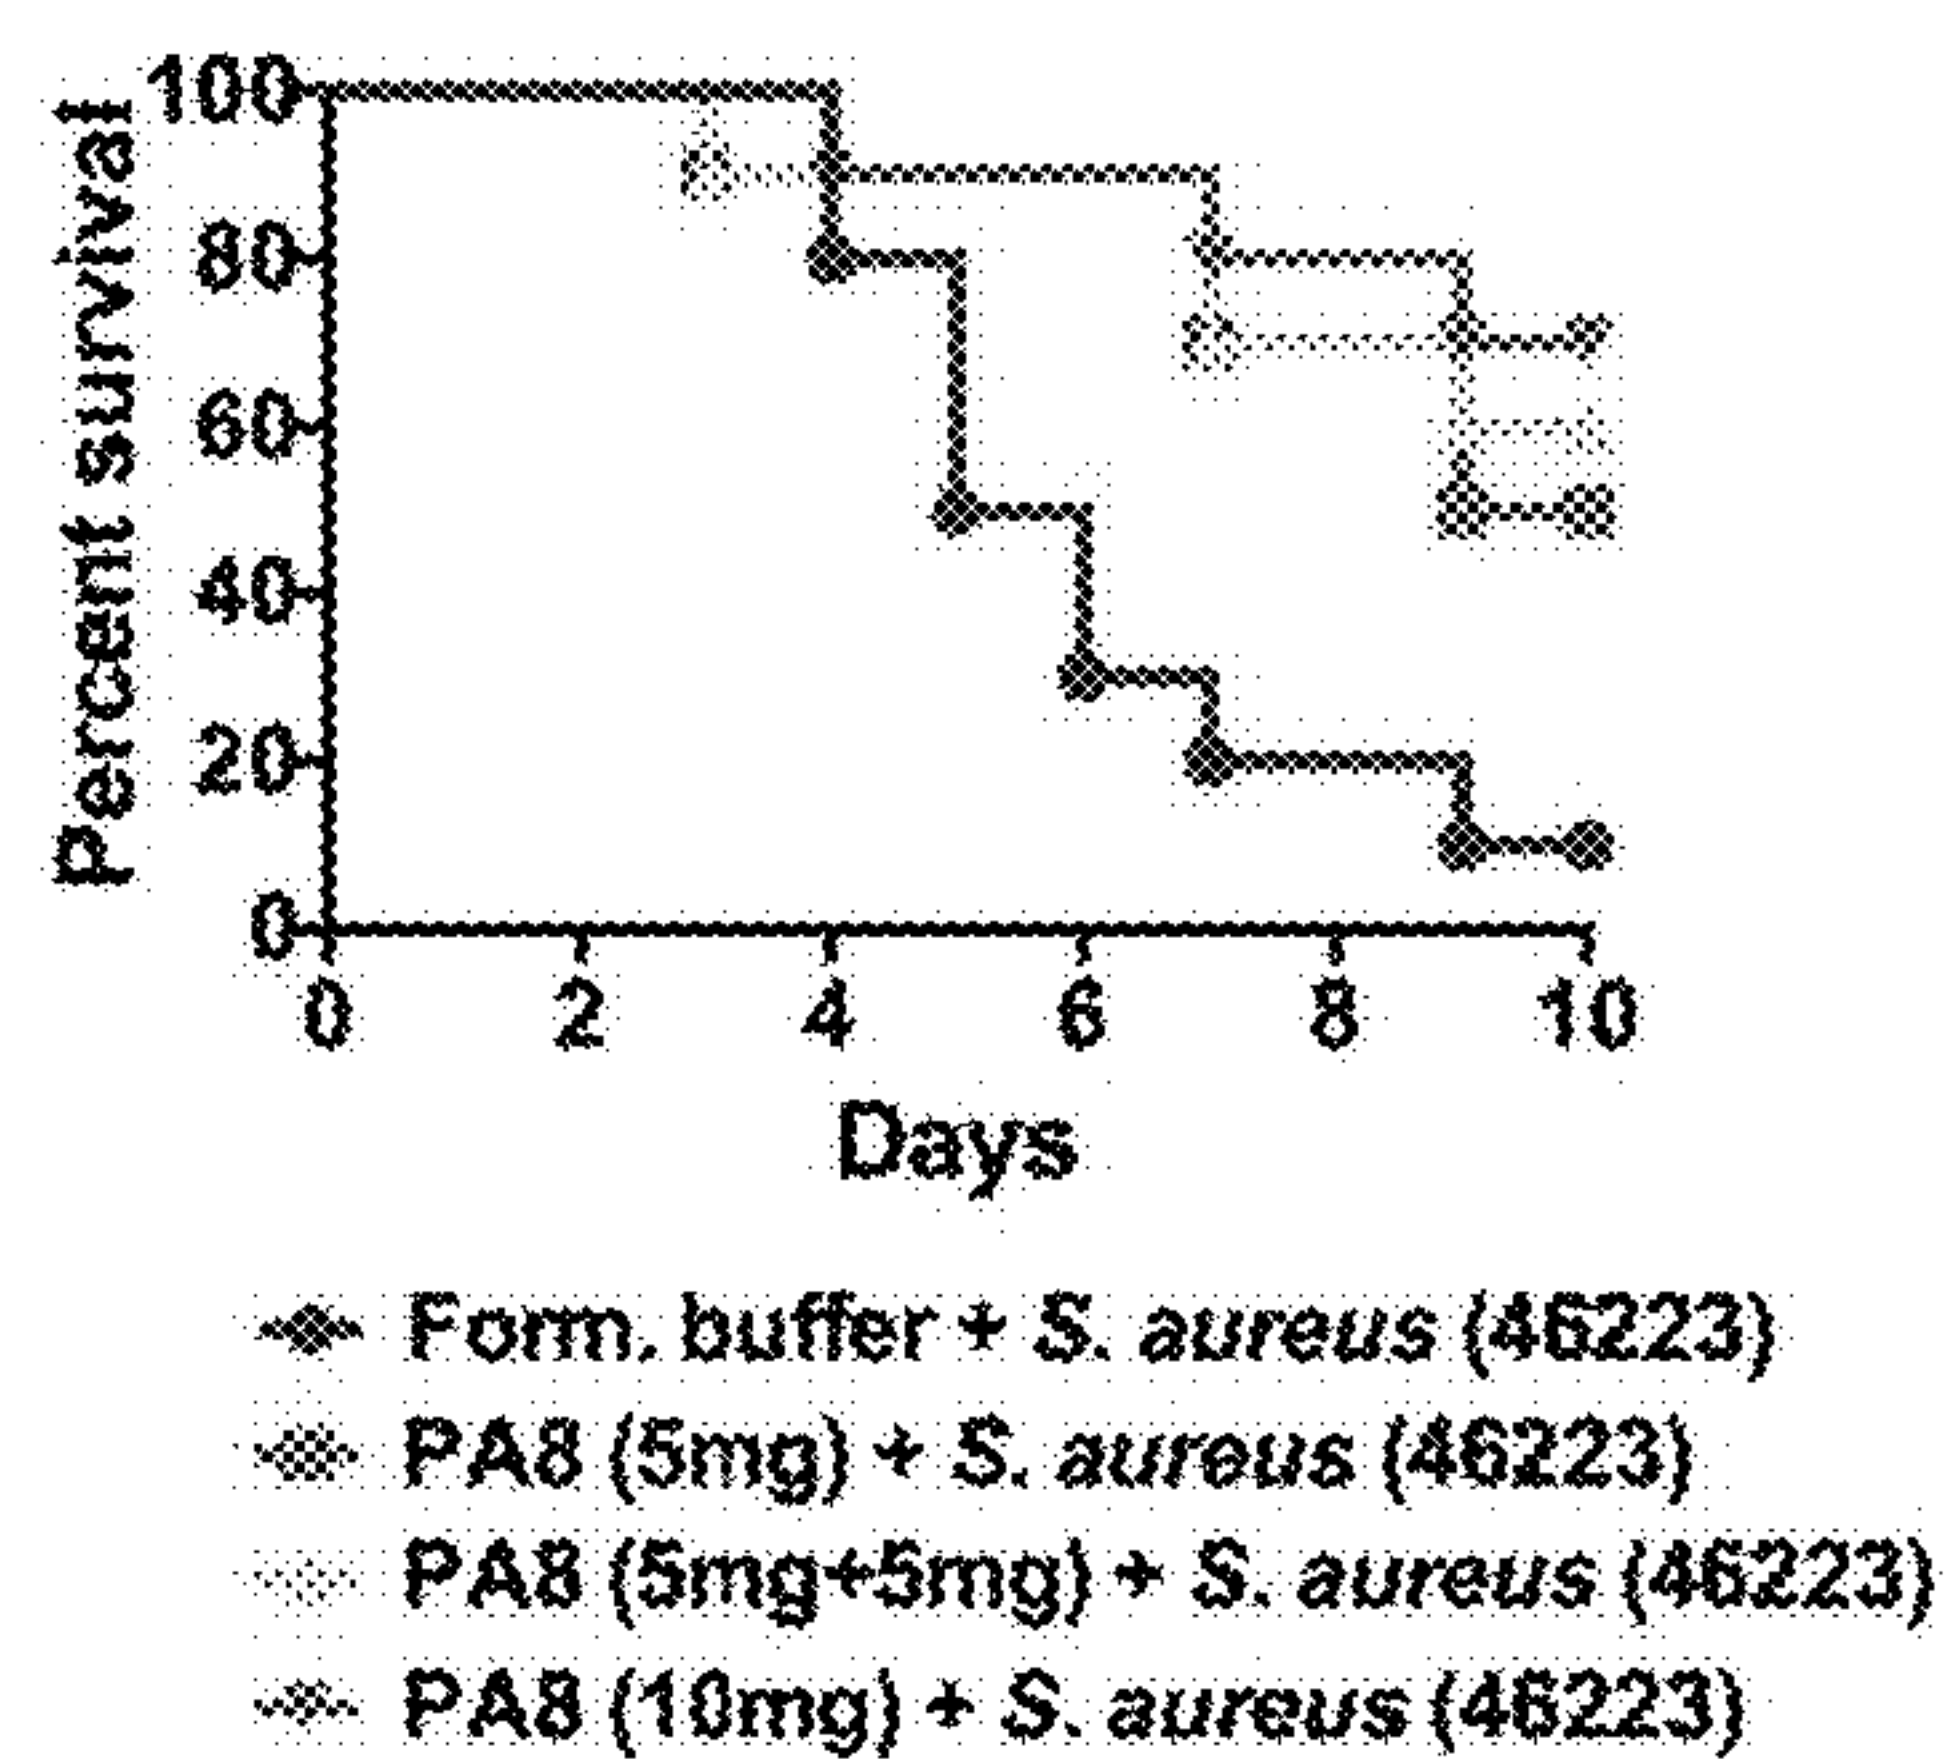 Percent survival
100
80
60
40
20
0
0 2 4 6 8 10
Days
Form. buffer + S. aureus (46223)
PA8 (5mg) + S. aureus (46223)
PA8 (5mg+5mg) + S. aureus (46223)
PA8 (10mg) + S. aureus (46223)